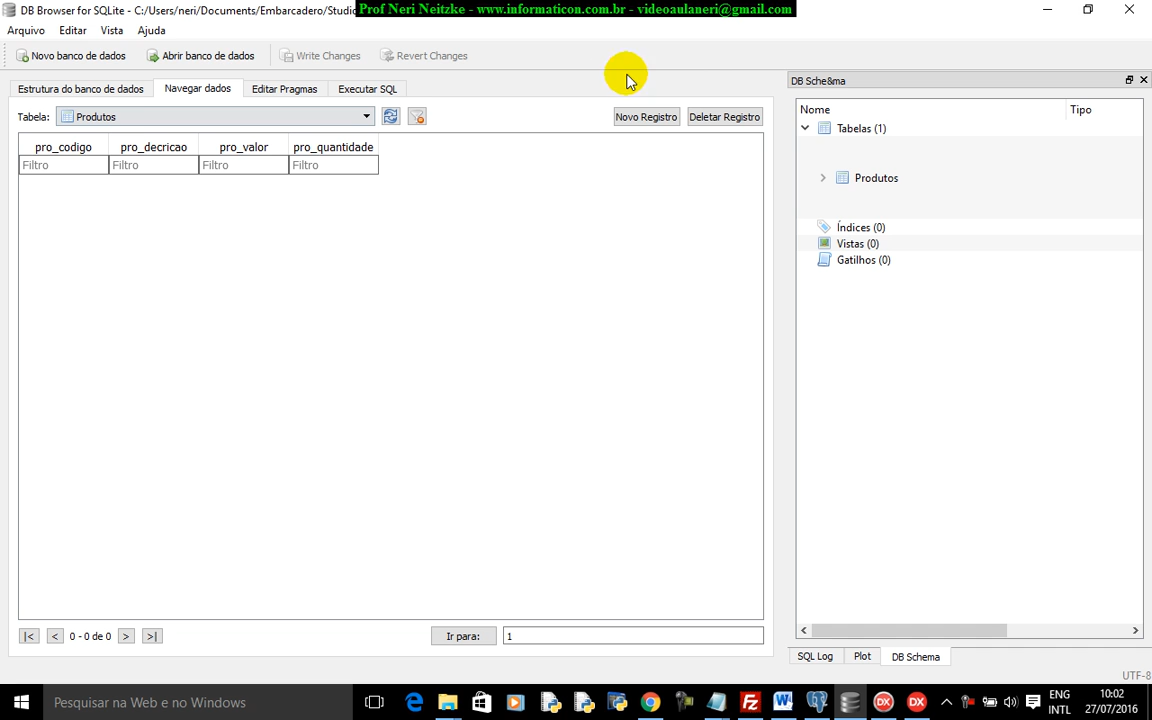 DB Browser for SQLite - C:/Users/neri/Documents/Embarcadero/Studio
Prof Neri Neitzke - www.informaticon.com.br - videoaulaneri@gmail.com
Arquivo Editar Vista Ajuda
Novo banco de dados Abrir banco de dados Write Changes Revert Changes
Estrutura do banco de dados Navegar dados Editar Pragmas Executar SQL
Tabela: Produtos Novo Registro Deletar Registro
pro_codigo pro_decricao pro_valor pro_quantidade
Filtro Filtro Filtro Filtro
0 - 0 de 0 Ir para: 1
DB Sche&ma
Nome Tipo
Tabelas (1)
Produtos
Índices (0)
Vistas (0)
Gatilhos (0)
SQL Log Plot DB Schema
UTF-8
Pesquisar na Web e no Windows
ENG
INTL
10:02
27/07/2016